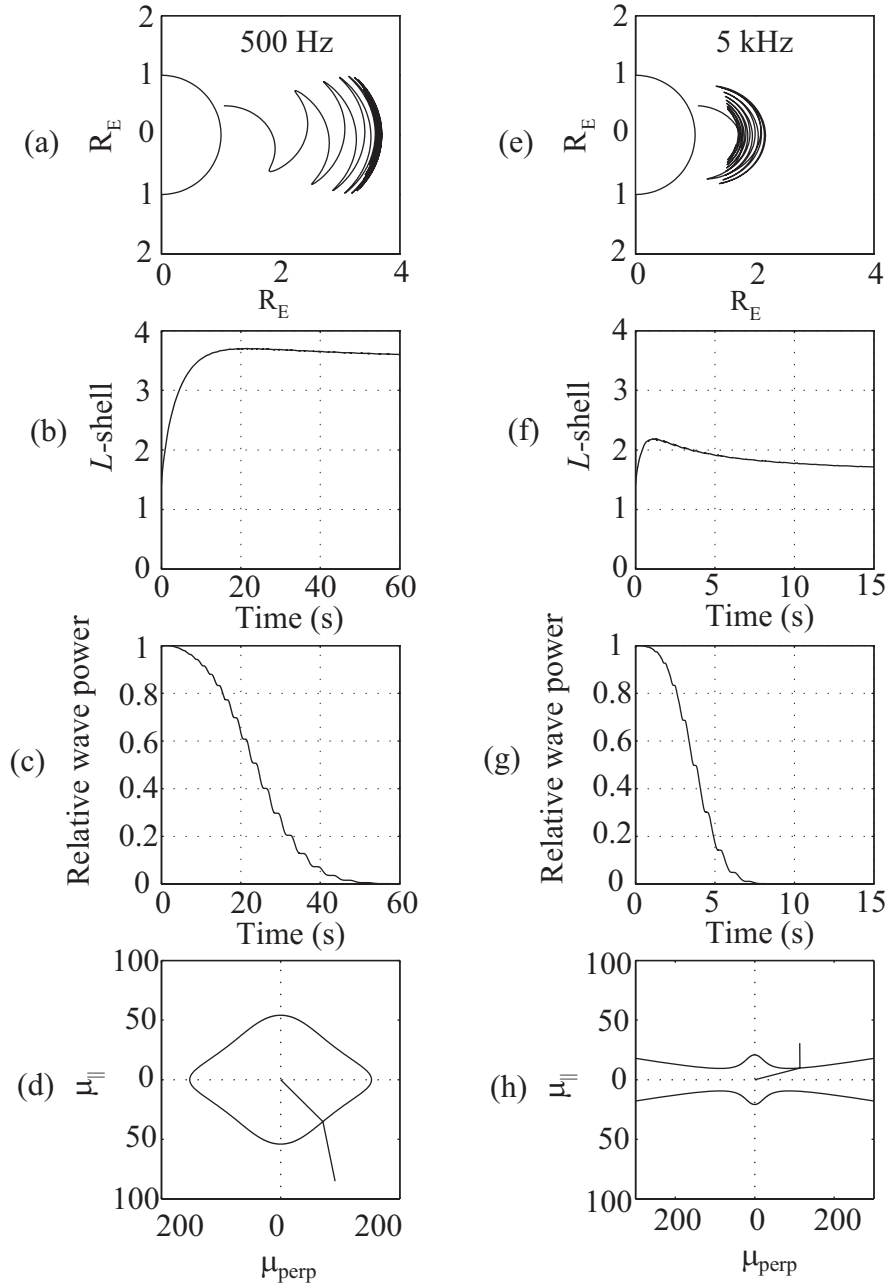 500 Hz
(a)
R_E
2
1
0
1
2
0 2 4
R_E
(b)
L-shell
4
3
2
1
0
0 20 40 60
Time (s)
(c)
Relative wave power
1
0.8
0.6
0.4
0.2
0
0 20 40 60
Time (s)
(d)
μ_||
100
50
0
50
100
200 0 200
μ_perp
5 kHz
(e)
R_E
2
1
0
1
2
0 2 4
R_E
(f)
L-shell
4
3
2
1
0
0 5 10 15
Time (s)
(g)
Relative wave power
1
0.8
0.6
0.4
0.2
0
0 5 10 15
Time (s)
(h)
μ_||
100
50
0
50
100
200 0 200
μ_perp